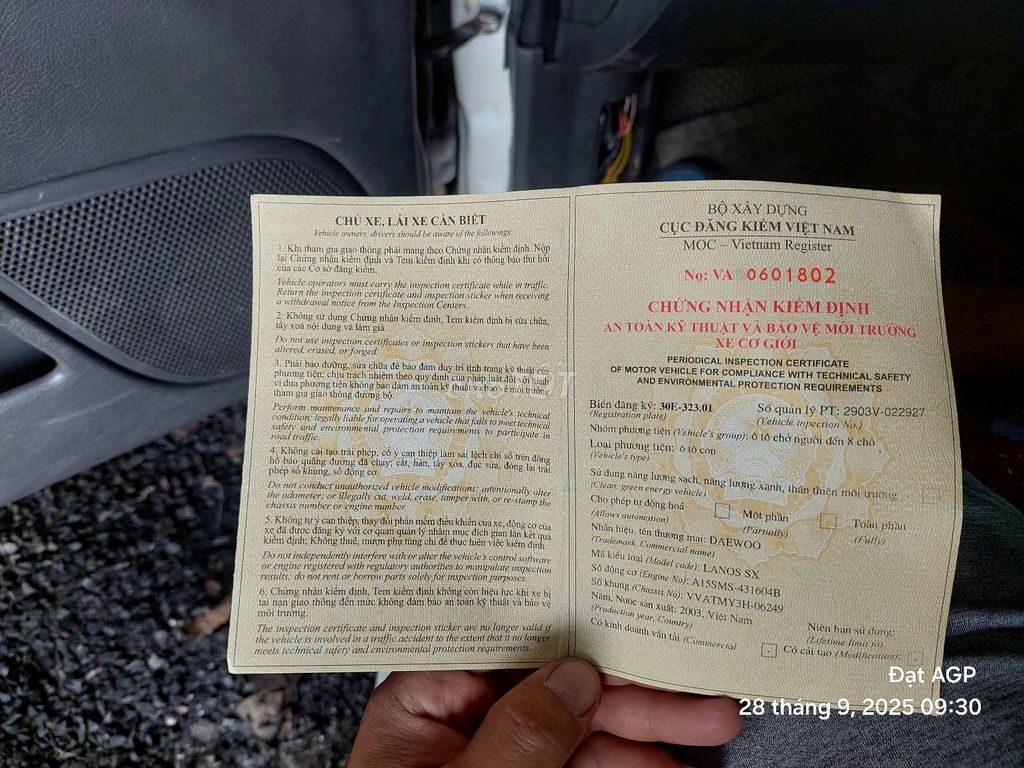 CHỦ XE, LÁI XE CẦN BIẾT
Vehicle owners, drivers should be aware of the followings:
1. Khi tham gia giao thông phải mang theo Chứng nhận kiểm định. Nộp
lại Chứng nhận kiểm định và Tem kiểm định khi có thông báo thu hồi
của các Cơ sở đăng kiểm.
Vehicle operators must carry the inspection certificate while in traffic.
Return the inspection certificate and inspection sticker when receiving
a withdrawal notice from the Inspection Centers.
2. Không sử dụng Chứng nhận kiểm định, Tem kiểm định bị sửa chữa,
tẩy xoá nội dung và làm giả.
Do not use inspection certificates or inspection stickers that have been
altered, erased, or forged.
3. Phải bảo dưỡng, sửa chữa để bảo đảm duy trì tình trạng kỹ thuật của
phương tiện; chịu trách nhiệm theo quy định của pháp luật đối với hành
vi đưa phương tiện không bảo đảm an toàn kỹ thuật và bảo vệ môi trường
tham gia giao thông đường bộ.
Perform maintenance and repairs to maintain the vehicle's technical
condition; legally liable for operating a vehicle that fails to meet technical
safety and environmental protection requirements to participate in
road traffic.
4. Không cải tạo trái phép, cố ý can thiệp làm sai lệch chỉ số trên đồng
hồ báo quãng đường đã chạy; cắt, hàn, tẩy xóa, đục sửa, đóng lại trái
phép số khung, số động cơ.
Do not conduct unauthorized vehicle modifications: intentionally alter
the odometer, or illegally cut, weld, erase, tamper with, or re-stamp the
chassis number or engine number.
5. Không tự ý can thiệp, thay đổi phần mềm điều khiển của xe, động cơ của
xe đã được đăng ký với cơ quan quản lý nhằm mục đích gian lận kết quả
kiểm định; Không thuê, mượn phụ tùng chỉ để thực hiện việc kiểm định.
Do not independently interfere with or alter the vehicle's control software
or engine registered with regulatory authorities to manipulate inspection
results, do not rent or borrow parts solely for inspection purposes.
6. Chứng nhận kiểm định, Tem kiểm định không còn hiệu lực khi xe bị
tai nạn giao thông đến mức không đảm bảo an toàn kỹ thuật và bảo vệ
môi trường.
The inspection certificate and inspection sticker are no longer valid if
the vehicle is involved in a traffic accident to the extent that it no longer
meets technical safety and environmental protection requirements.
BỘ XÂY DỰNG
CỤC ĐĂNG KIỂM VIỆT NAM
MOC – Vietnam Register
No: VA 0601802
CHỨNG NHẬN KIỂM ĐỊNH
AN TOÀN KỸ THUẬT VÀ BẢO VỆ MÔI TRƯỜNG
XE CƠ GIỚI
PERIODICAL INSPECTION CERTIFICATE
OF MOTOR VEHICLE FOR COMPLIANCE WITH TECHNICAL SAFETY
AND ENVIRONMENTAL PROTECTION REQUIREMENTS
Biển đăng ký: 30E-323.01 Số quản lý PT: 2903V-022927
(Registration plate) (Vehicle inspection No.)
Nhóm phương tiện (Vehicle's group): ô tô chở người đến 8 chỗ
Loại phương tiện: ô tô con
(Vehicle's type)
Sử dụng năng lượng sạch, năng lượng xanh, thân thiện môi trường
(Clean, green energy vehicle)
Cho phép tự động hoá Một phần Toàn phần
(Allows automation) (Partially) (Fully)
Nhãn hiệu, tên thương mại: DAEWOO
(Trademark, Commercial name)
Mã kiểu loại (Model code): LANOS SX
Số động cơ (Engine No): A15SMS-431604B
Số khung (Chassis No): VVATMY3H-06249
Năm, Nước sản xuất: 2003, Việt Nam Niên hạn sử dụng:
(Production year, Country) (Lifetime limit to)
Có kinh doanh vận tải (Commercial Có cải tạo (Modification):
Đạt AGP
28 tháng 9, 2025 09:30